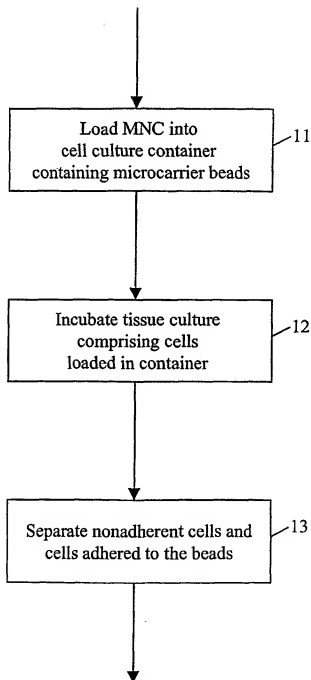 Load MNC into
cell culture container
containing microcarrier beads
11
Incubate tissue culture
comprising cells
loaded in container
12
Separate nonadherent cells and
cells adhered to the beads
13